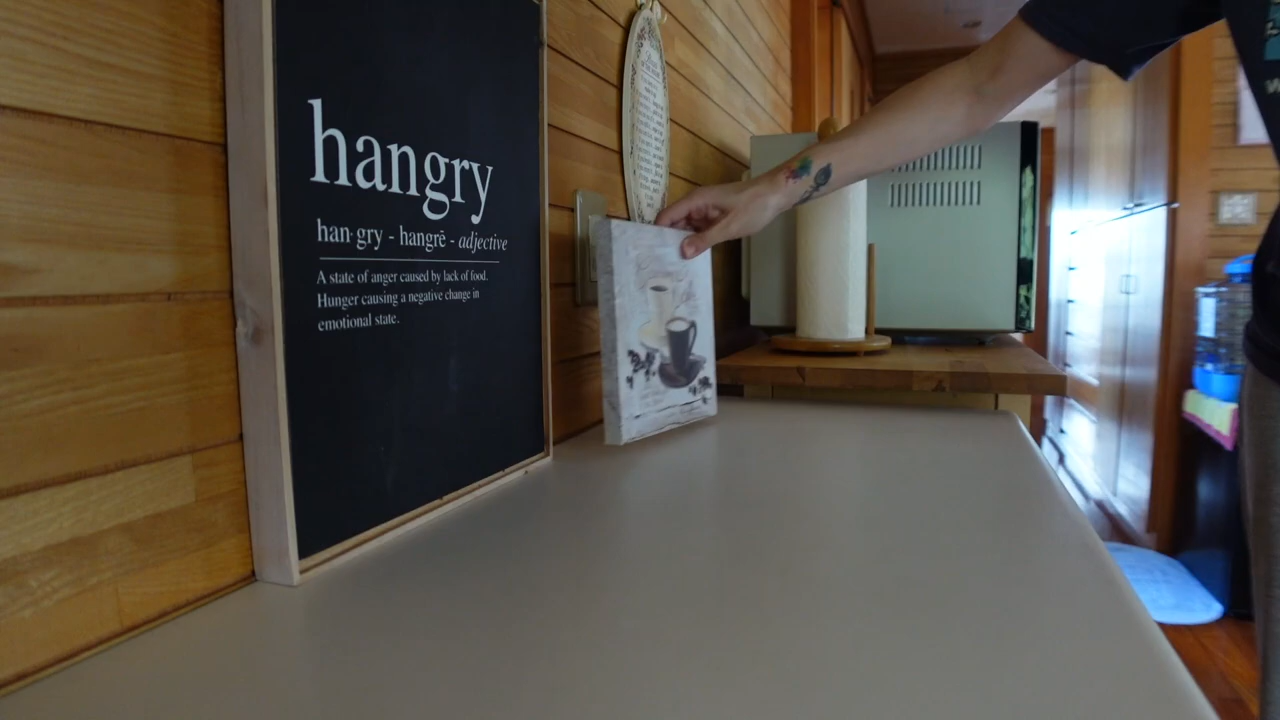 hangry
han·gry - hangrē - adjective
A state of anger caused by lack of food.
Hunger causing a negative change in
emotional state.